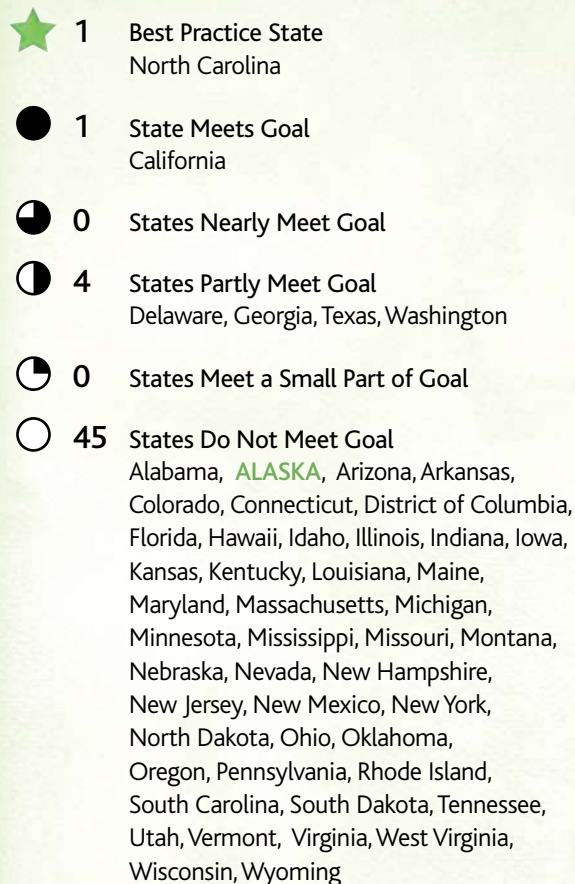 1 Best Practice State
North Carolina
1 State Meets Goal
California
0 States Nearly Meet Goal
4 States Partly Meet Goal
Delaware, Georgia, Texas, Washington
0 States Meet a Small Part of Goal
45 States Do Not Meet Goal
Alabama, ALASKA, Arizona, Arkansas,
Colorado, Connecticut, District of Columbia,
Florida, Hawaii, Idaho, Illinois, Indiana, Iowa,
Kansas, Kentucky, Louisiana, Maine,
Maryland, Massachusetts, Michigan,
Minnesota, Mississippi, Missouri, Montana,
Nebraska, Nevada, New Hampshire,
New Jersey, New Mexico, New York,
North Dakota, Ohio, Oklahoma,
Oregon, Pennsylvania, Rhode Island,
South Carolina, South Dakota, Tennessee,
Utah, Vermont, Virginia, West Virginia,
Wisconsin, Wyoming